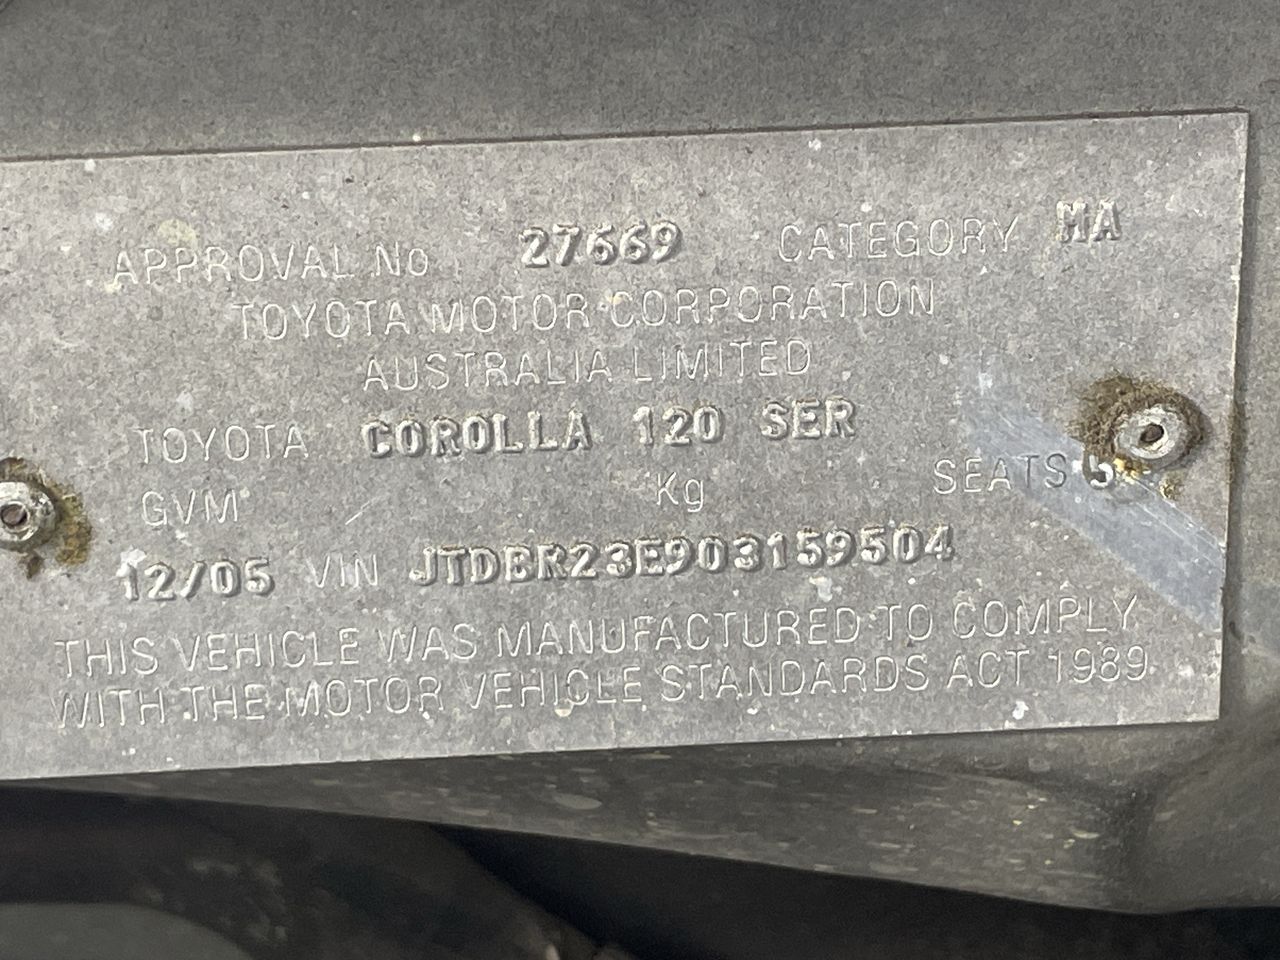 APPROVAL No 27669 CATEGORY MA
TOYOTA MOTOR CORPORATION
AUSTRALIA LIMITED
TOYOTA COROLLA 120 SER
GVM Kg SEATS 5
12/05 VIN JTDBR23E903159504
THIS VEHICLE WAS MANUFACTURED TO COMPLY
WITH THE MOTOR VEHICLE STANDARDS ACT 1989